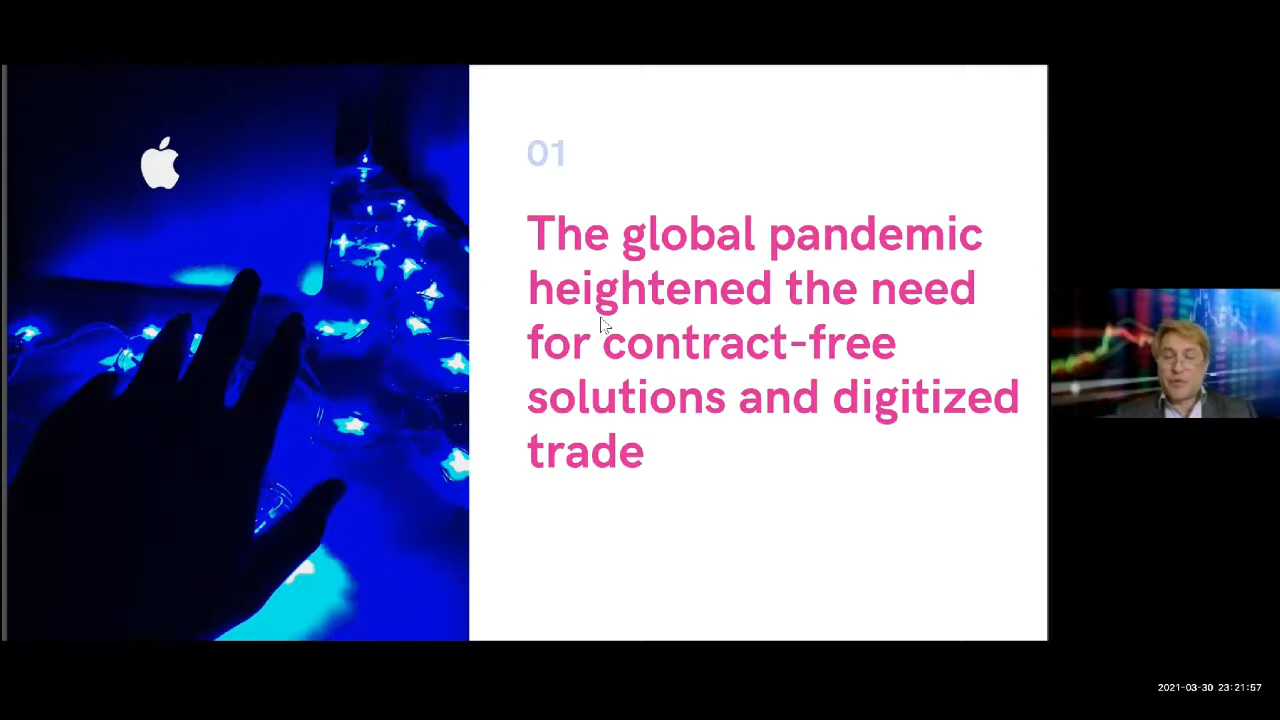 01
The global pandemic
heightened the need
for contract-free
solutions and digitized
trade
2021-03-30 23:21:57